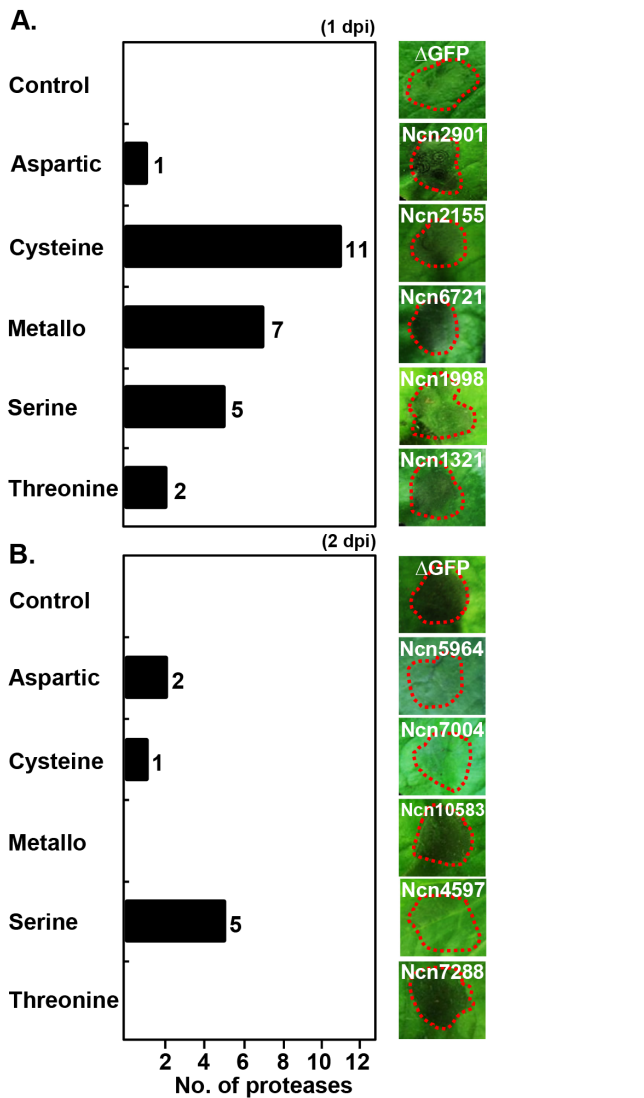 A.
(1 dpi)
Control
ΔGFP
Aspartic
1
Ncn2901
Cysteine
11
Ncn2155
Metallo
7
Ncn6721
Serine
5
Ncn1998
Threonine
2
Ncn1321
B.
(2 dpi)
Control
ΔGFP
Aspartic
2
Ncn5964
Cysteine
1
Ncn7004
Metallo
Ncn10583
Serine
5
Ncn4597
Threonine
Ncn7288
2 4 6 8 10 12
No. of proteases